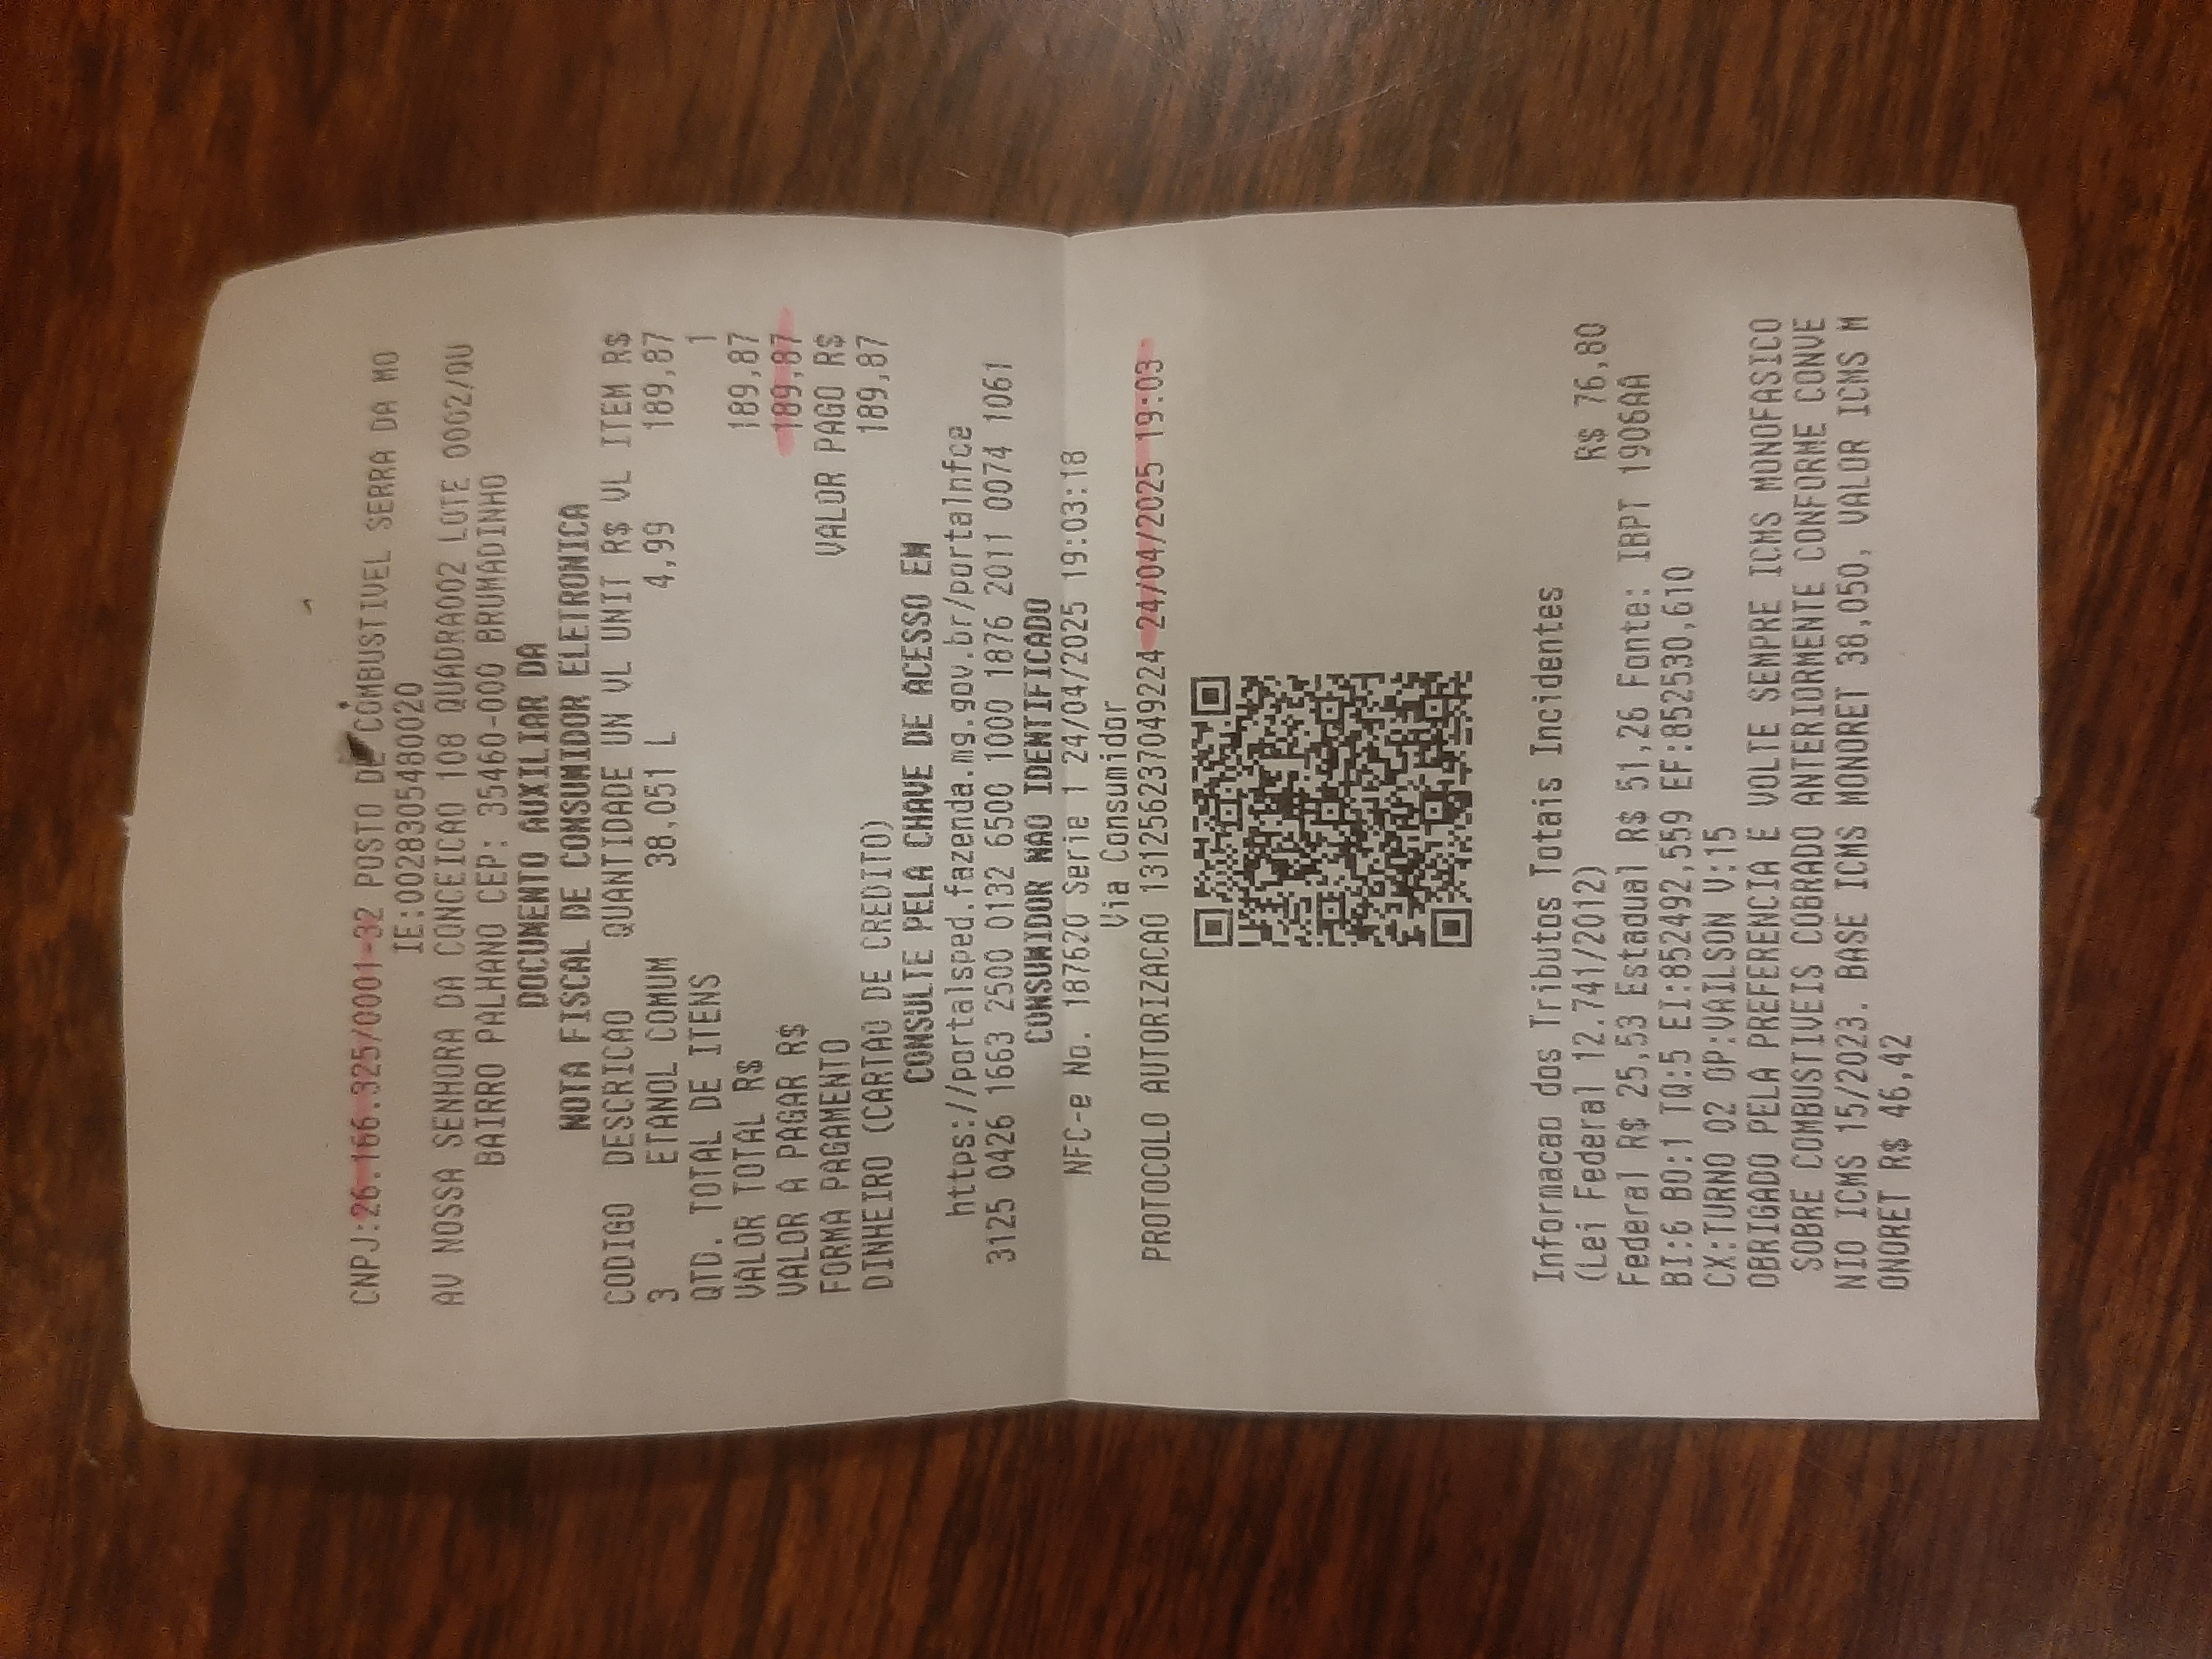 CNPJ:26.166.325/0001-32 POSTO DE COMBUSTIVEL SERRA DA MO
IE:0028305480020
AV NOSSA SENHORA DA CONCEICAO 108 QUADRA002 LOTE 0002/QU
BAIRRO PALHANO CEP: 35460-000 BRUMADINHO
DOCUMENTO AUXILIAR DA
NOTA FISCAL DE CONSUMIDOR ELETRONICA
CODIGO DESCRICAO QUANTIDADE UN VL UNIT R$ VL ITEM R$
3 ETANOL COMUM 38,051 L 4,99 189,87
QTD. TOTAL DE ITENS 1
VALOR TOTAL R$ 189,87
VALOR A PAGAR R$ 189,87
FORMA PAGAMENTO VALOR PAGO R$
DINHEIRO (CARTAO DE CREDITO) 189,87
CONSULTE PELA CHAVE DE ACESSO EM
https://portalsped.fazenda.mg.gov.br/portalnfce
3125 0426 1663 2500 0132 6500 1000 1876 2011 0074 1061
CONSUMIDOR NAO IDENTIFICADO
NFC-e No. 187620 Serie 1 24/04/2025 19:03:18
Via Consumidor
PROTOCOLO AUTORIZACAO 131256237049224 24/04/2025 19:03
Informacao dos Tributos Totais Incidentes
(Lei Federal 12.741/2012) R$ 76,80
Federal R$ 25,53 Estadual R$ 51,26 Fonte: IBPT 1906AA
BI:6 BO:1 TQ:5 EI:852492,559 EF:852530,610
CX:TURNO 02 OP:VAILSON V:15
OBRIGADO PELA PREFERENCIA E VOLTE SEMPRE ICMS MONOFASICO
SOBRE COMBUSTIVEIS COBRADO ANTERIORMENTE CONFORME CONVE
NIO ICMS 15/2023. BASE ICMS MONORET 38,050, VALOR ICMS M
ONORET R$ 46,42